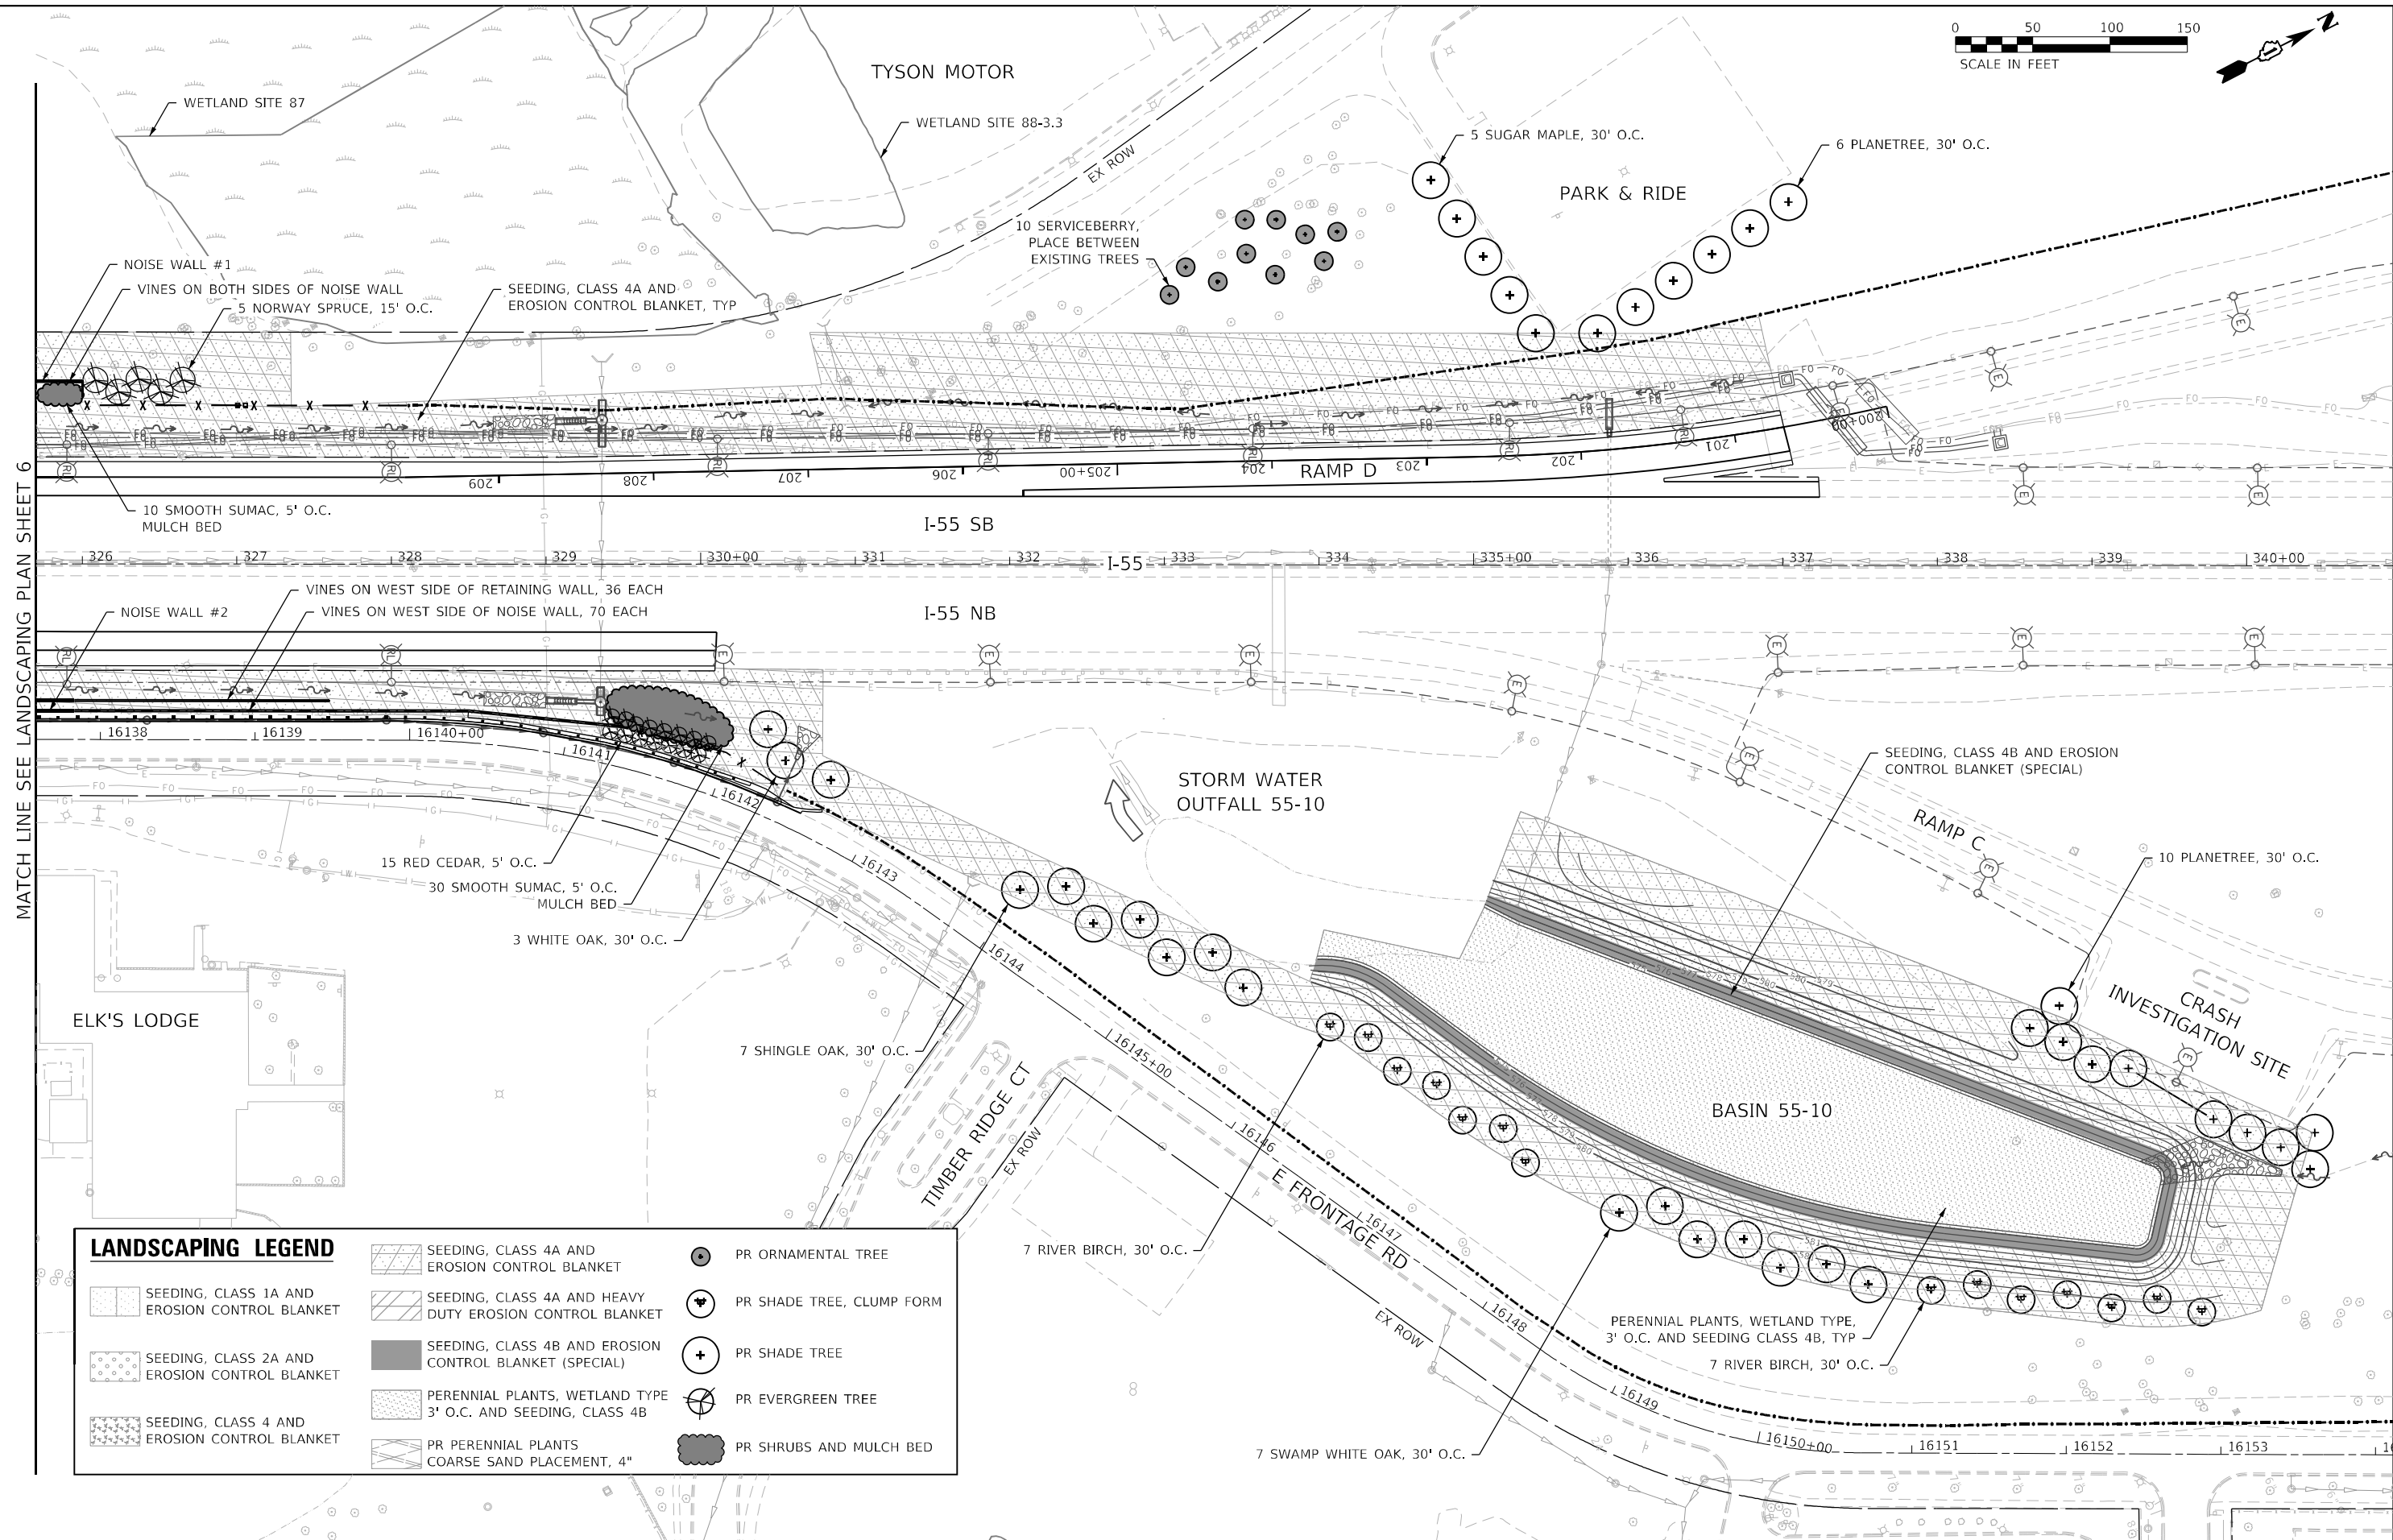 0 50 100 150
SCALE IN FEET
N
TYSON MOTOR
WETLAND SITE 87
WETLAND SITE 88-3.3
EX ROW
5 SUGAR MAPLE, 30' O.C.
6 PLANETREE, 30' O.C.
PARK & RIDE
10 SERVICEBERRY,
PLACE BETWEEN
EXISTING TREES
NOISE WALL #1
VINES ON BOTH SIDES OF NOISE WALL
5 NORWAY SPRUCE, 15' O.C.
SEEDING, CLASS 4A AND
EROSION CONTROL BLANKET, TYP
MATCH LINE SEE LANDSCAPING PLAN SHEET 6
209 208 207 206 205+00 204 203 202 201 200+00
RAMP D
10 SMOOTH SUMAC, 5' O.C.
MULCH BED
I-55 SB
326 327 328 329 330+00 331 332 333 334 335+00 336 337 338 339 340+00
I-55
VINES ON WEST SIDE OF RETAINING WALL, 36 EACH
NOISE WALL #2
VINES ON WEST SIDE OF NOISE WALL, 70 EACH
I-55 NB
16138 16139 16140+00 16141 16142 16143 16144 16145+00 16146 16147 16148 16149 16150+00 16151 16152 16153
SEEDING, CLASS 4B AND EROSION
CONTROL BLANKET (SPECIAL)
STORM WATER
OUTFALL 55-10
RAMP C
15 RED CEDAR, 5' O.C.
30 SMOOTH SUMAC, 5' O.C.
MULCH BED
3 WHITE OAK, 30' O.C.
10 PLANETREE, 30' O.C.
CRASH
INVESTIGATION SITE
ELK'S LODGE
7 SHINGLE OAK, 30' O.C.
TIMBER RIDGE CT
EX ROW
BASIN 55-10
E FRONTAGE RD
7 RIVER BIRCH, 30' O.C.
EX ROW
PERENNIAL PLANTS, WETLAND TYPE,
3' O.C. AND SEEDING CLASS 4B, TYP
7 RIVER BIRCH, 30' O.C.
7 SWAMP WHITE OAK, 30' O.C.
LANDSCAPING LEGEND
SEEDING, CLASS 1A AND
EROSION CONTROL BLANKET
SEEDING, CLASS 2A AND
EROSION CONTROL BLANKET
SEEDING, CLASS 4 AND
EROSION CONTROL BLANKET
SEEDING, CLASS 4A AND
EROSION CONTROL BLANKET
SEEDING, CLASS 4A AND HEAVY
DUTY EROSION CONTROL BLANKET
SEEDING, CLASS 4B AND EROSION
CONTROL BLANKET (SPECIAL)
PERENNIAL PLANTS, WETLAND TYPE
3' O.C. AND SEEDING, CLASS 4B
PR PERENNIAL PLANTS
COARSE SAND PLACEMENT, 4"
PR ORNAMENTAL TREE
PR SHADE TREE, CLUMP FORM
PR SHADE TREE
PR EVERGREEN TREE
PR SHRUBS AND MULCH BED